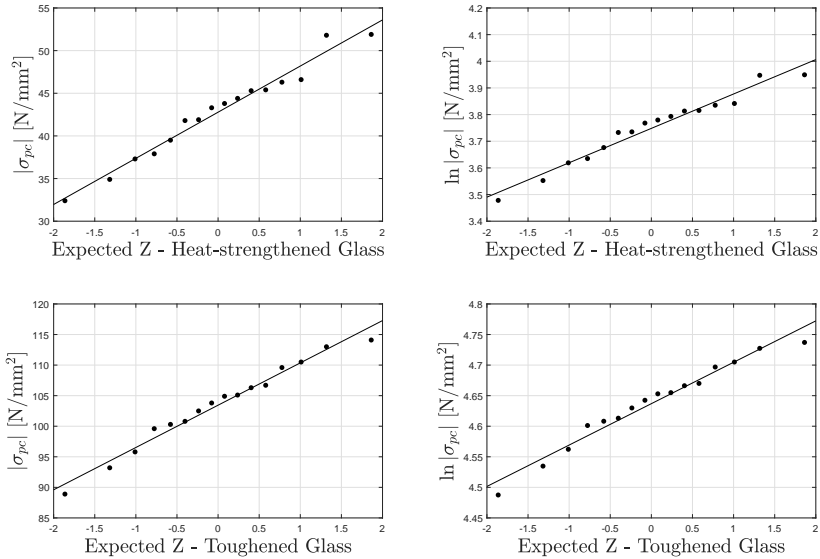 |σpc| [N/mm²]
55
50
45
40
35
30
-2 -1.5 -1 -0.5 0 0.5 1 1.5 2
Expected Z - Heat-strengthened Glass
ln |σpc| [N/mm²]
4.2
4.1
4
3.9
3.8
3.7
3.6
3.5
3.4
-2 -1.5 -1 -0.5 0 0.5 1 1.5 2
Expected Z - Heat-strengthened Glass
|σpc| [N/mm²]
120
115
110
105
100
95
90
85
-2 -1.5 -1 -0.5 0 0.5 1 1.5 2
Expected Z - Toughened Glass
ln |σpc| [N/mm²]
4.8
4.75
4.7
4.65
4.6
4.55
4.5
4.45
-2 -1.5 -1 -0.5 0 0.5 1 1.5 2
Expected Z - Toughened Glass